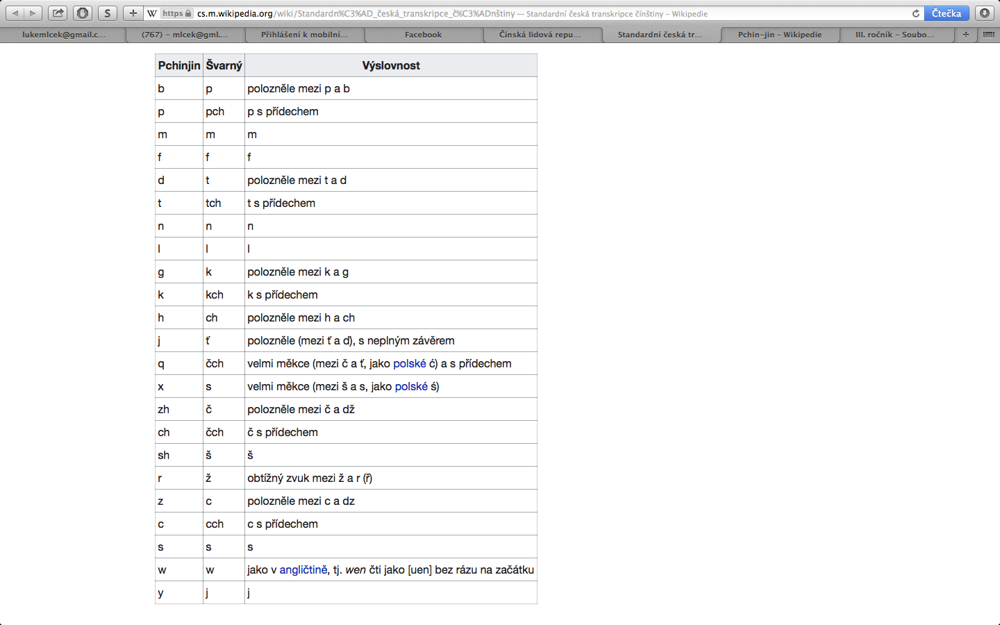 W https cs.m.wikipedia.org/wiki/Standardn%C3%AD_česká_transkripce_č%C3%ADnštiny — Standardní česká transkripce čínštiny – Wikipedie Čtečka
S
lukemlcek@gmail.c... (767) – mlcek@gml.... Přihlášení k mobilní... Facebook Čínská lidová repu... Standardní česká tr... Pchin-jin – Wikipedie III. ročník – Soubo...
Pchinjin Švarný Výslovnost
b p polozněle mezi p a b
p pch p s přídechem
m m m
f f f
d t polozněle mezi t a d
t tch t s přídechem
n n n
l l l
g k polozněle mezi k a g
k kch k s přídechem
h ch polozněle mezi h a ch
j ť polozněle (mezi ť a ď), s neplným závěrem
q čch velmi měkce (mezi č a ť, jako polské ć) a s přídechem
x s velmi měkce (mezi š a s, jako polské ś)
zh č polozněle mezi č a dž
ch čch č s přídechem
sh š š
r ž obtížný zvuk mezi ž a r (ř)
z c polozněle mezi c a dz
c cch c s přídechem
s s s
w w jako v angličtině, tj. wen čti jako [uen] bez rázu na začátku
y j j